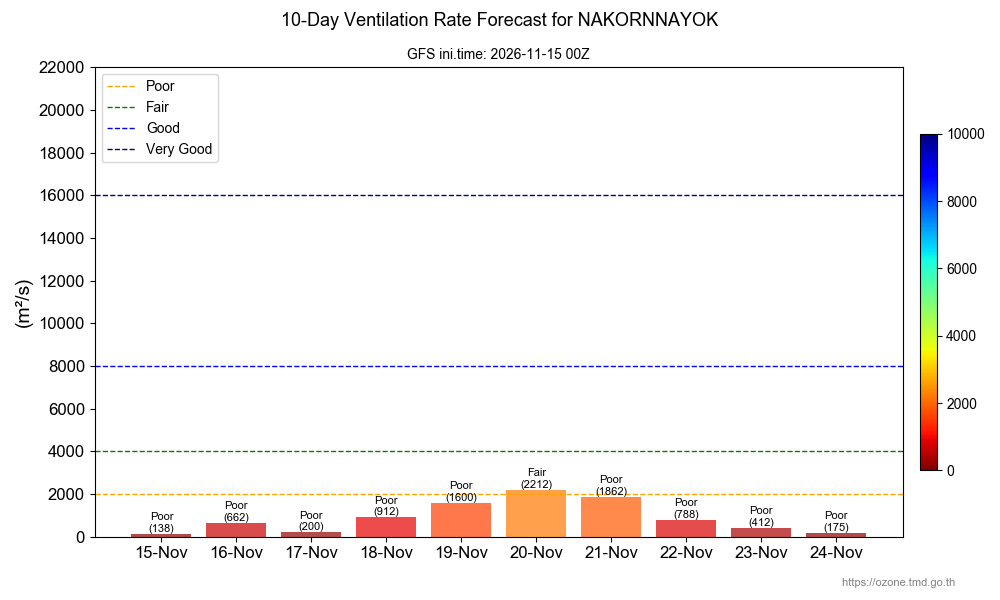 10-Day Ventilation Rate Forecast for NAKORNNAYOK
GFS ini.time: 2026-11-15 00Z
(m²/s)
22000
20000
18000
16000
14000
12000
10000
8000
6000
4000
2000
0
Poor
Fair
Good
Very Good
Poor
(138)
Poor
(662)
Poor
(200)
Poor
(912)
Poor
(1600)
Fair
(2212)
Poor
(1862)
Poor
(788)
Poor
(412)
Poor
(175)
15-Nov 16-Nov 17-Nov 18-Nov 19-Nov 20-Nov 21-Nov 22-Nov 23-Nov 24-Nov
10000
8000
6000
4000
2000
0
https://ozone.tmd.go.th